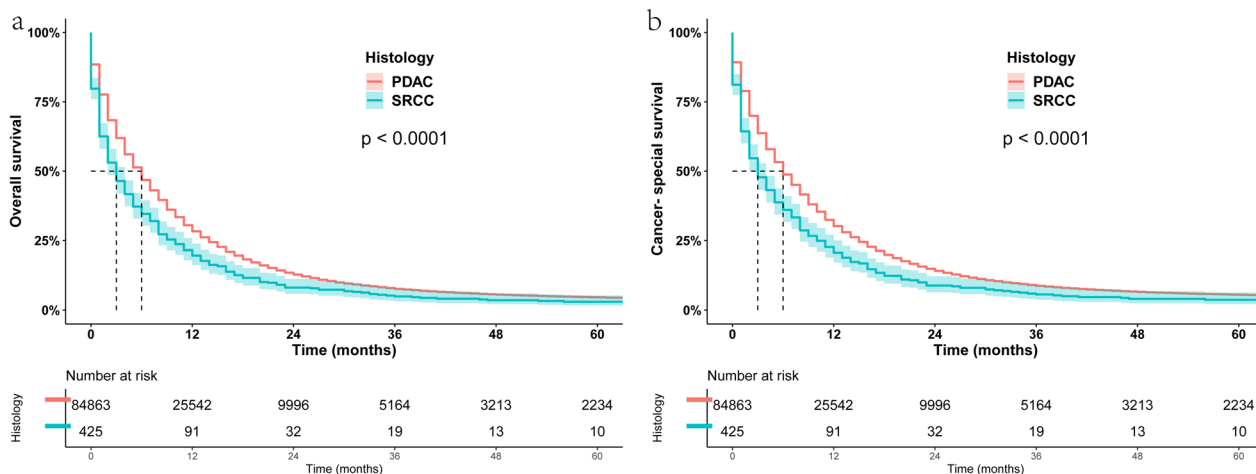 a
Overall survival
100%
75%
50%
25%
0%
Histology
PDAC
SRCC
p < 0.0001
0 12 24 36 48 60
Time (months)
Number at risk
Histology
84863 25542 9996 5164 3213 2234
425 91 32 19 13 10
0 12 24 36 48 60
Time (months)
b
Cancer- special survival
100%
75%
50%
25%
0%
Histology
PDAC
SRCC
p < 0.0001
0 12 24 36 48 60
Time (months)
Number at risk
Histology
84863 25542 9996 5164 3213 2234
425 91 32 19 13 10
0 12 24 36 48 60
Time (months)